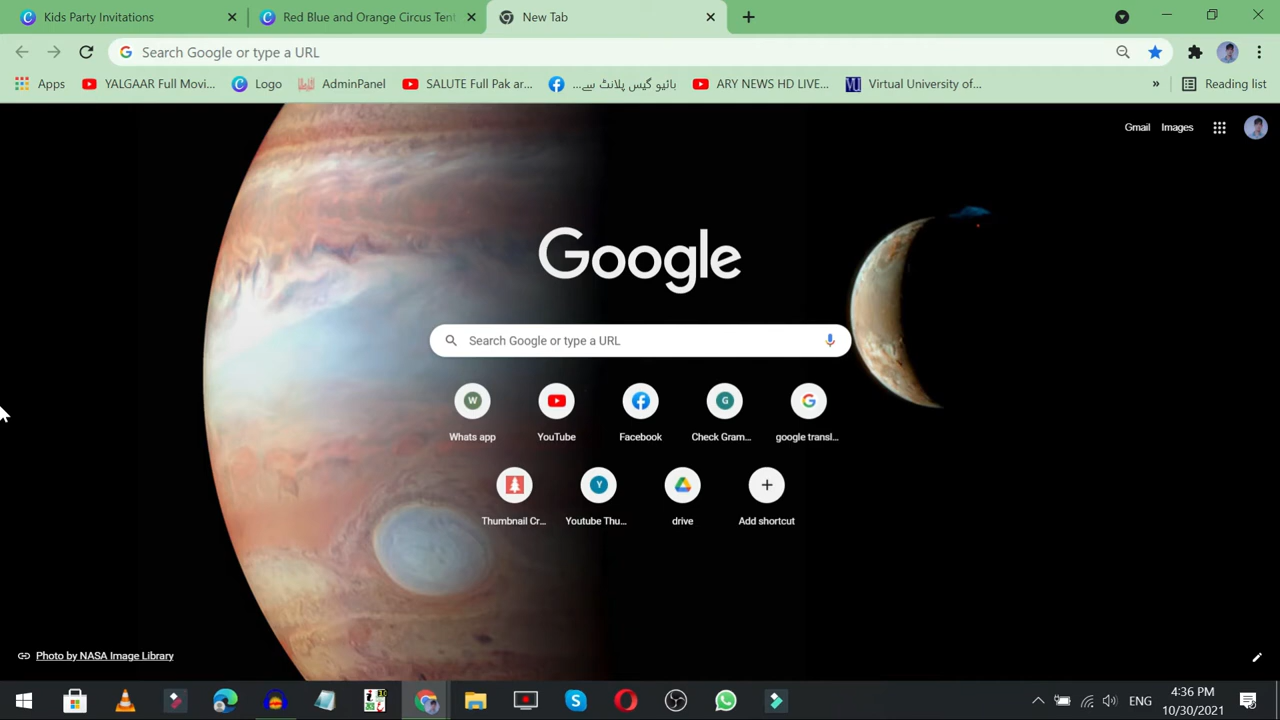 Kids Party Invitations
Red Blue and Orange Circus Tent
New Tab
Search Google or type a URL
Apps
YALGAAR Full Movi...
Logo
AdminPanel
SALUTE Full Pak ar...
بائیو گیس پلانٹ سے...
ARY NEWS HD LIVE...
Virtual University of...
»
Reading list
Gmail
Images
Google
Search Google or type a URL
W
G
Whats app
YouTube
Facebook
Check Gram...
google transl...
Y
Thumbnail Cr...
Youtube Thu...
drive
Add shortcut
Photo by NASA Image Library
ENG
4:36 PM
10/30/2021